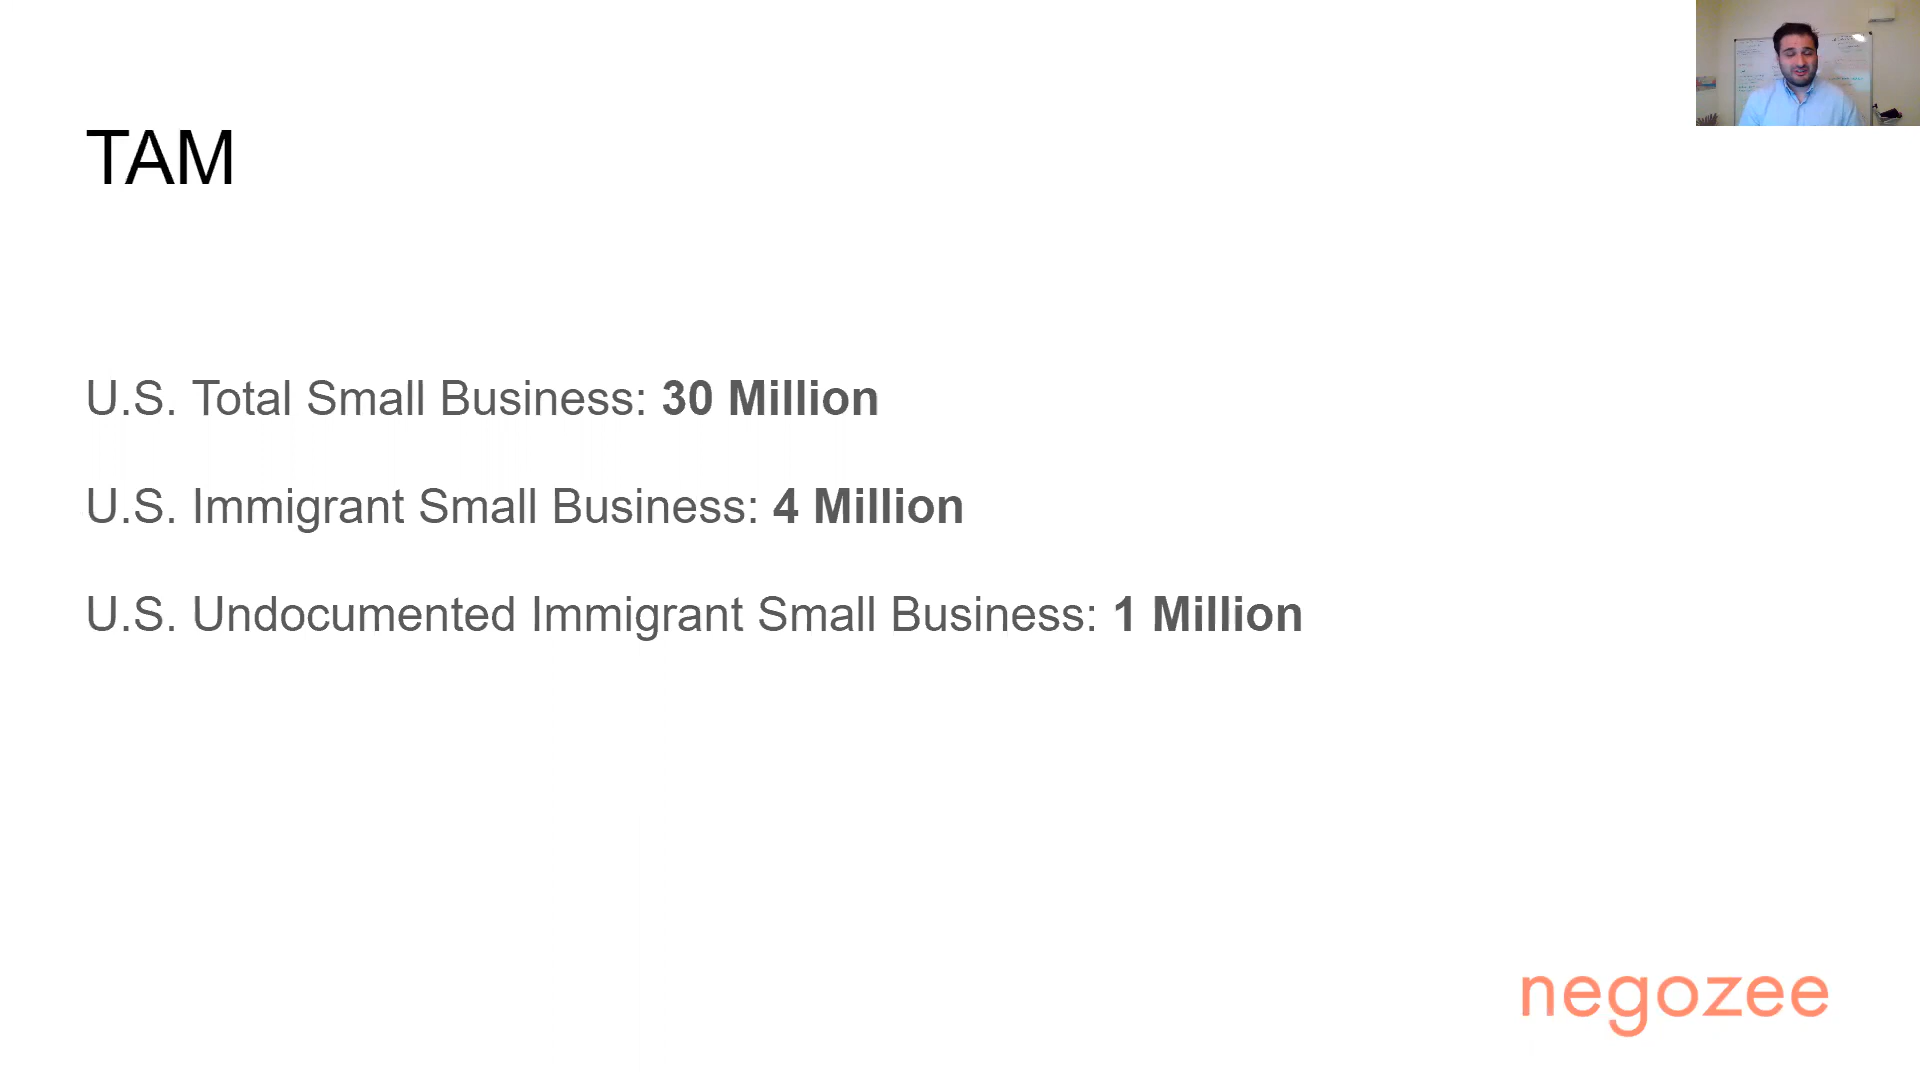 TAM
U.S. Total Small Business: 30 Million
U.S. Immigrant Small Business: 4 Million
U.S. Undocumented Immigrant Small Business: 1 Million
negozee